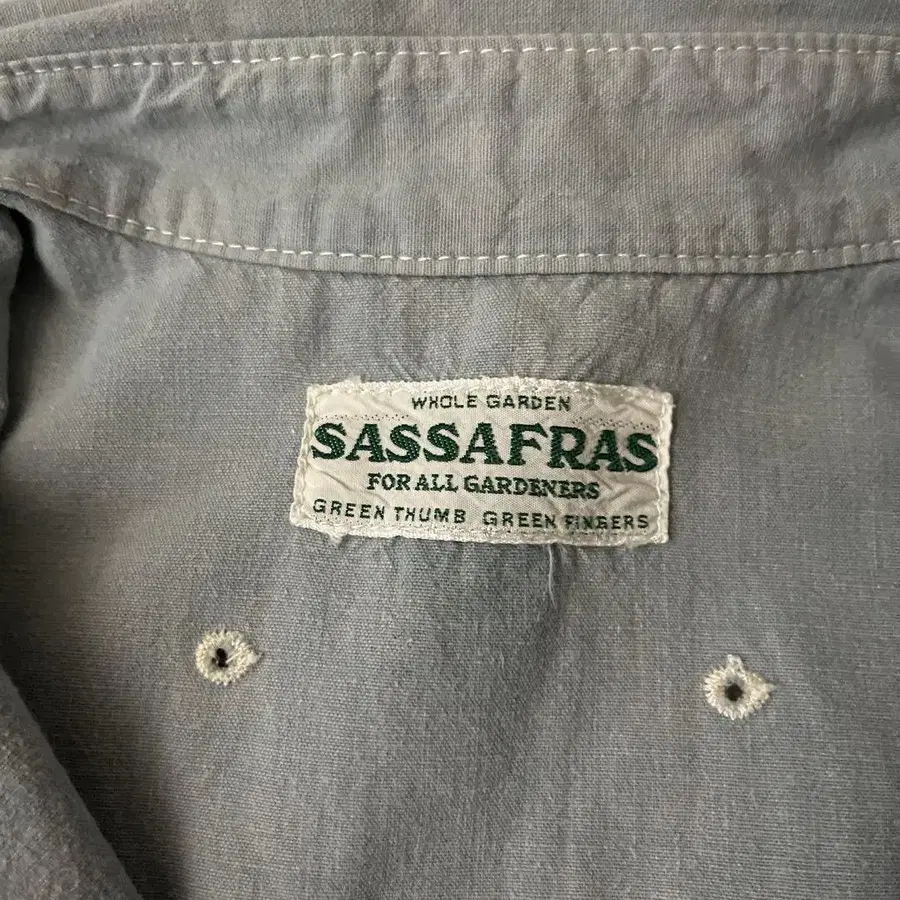 WHOLE GARDEN
SASSAFRAS
FOR ALL GARDENERS
GREEN THUMB GREEN FINGERS